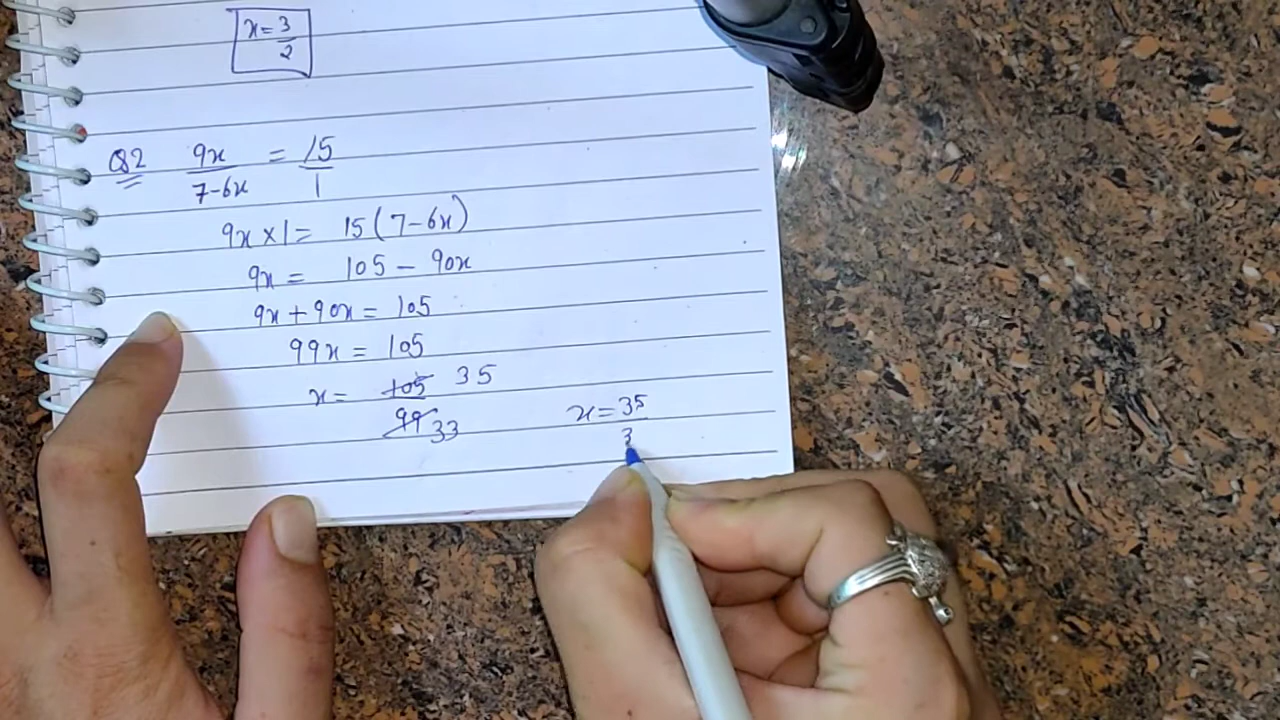 x = 3/2
Q2 9x/7-6x = 15/1
9x × 1 = 15(7-6x)
9x = 105 - 90x
9x + 90x = 105
99x = 105
x = 105/99 35/33
x = 35/3